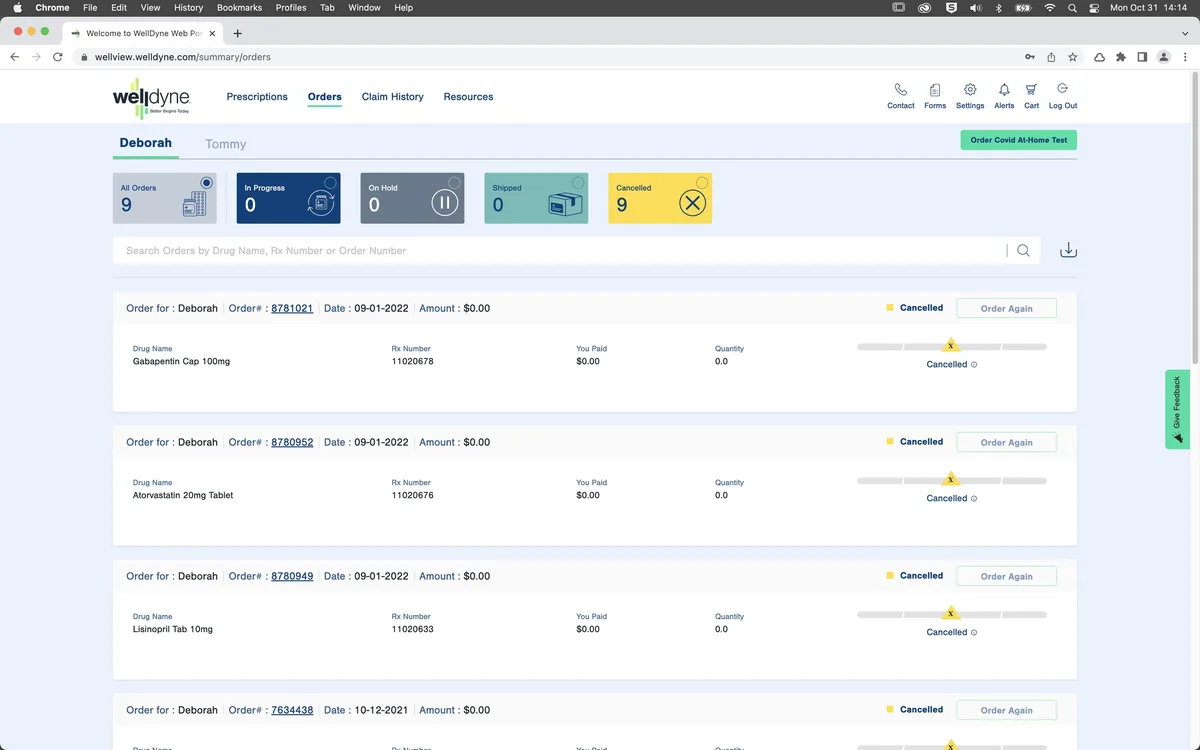 Chrome File Edit View History Bookmarks Profiles Tab Window Help Mon Oct 31 14:14
Welcome to WellDyne Web Por
wellview.welldyne.com/summary/orders
welldyne Prescriptions Orders Claim History Resources
Better Begins Today
Contact Forms Settings Alerts Cart Log Out
Deborah Tommy Order Covid At-Home Test
All Orders In Progress On Hold Shipped Cancelled
9 0 0 0 9
Search Orders by Drug Name, Rx Number or Order Number
Order for : Deborah Order# : 8781021 Date : 09-01-2022 Amount : $0.00 Cancelled Order Again
Drug Name Rx Number You Paid Quantity
Gabapentin Cap 100mg 11020678 $0.00 0.0
X
Cancelled
Give Feedback
Order for : Deborah Order# : 8780952 Date : 09-01-2022 Amount : $0.00 Cancelled Order Again
Drug Name Rx Number You Paid Quantity
Atorvastatin 20mg Tablet 11020676 $0.00 0.0
X
Cancelled
Order for : Deborah Order# : 8780949 Date : 09-01-2022 Amount : $0.00 Cancelled Order Again
Drug Name Rx Number You Paid Quantity
Lisinopril Tab 10mg 11020633 $0.00 0.0
X
Cancelled
Order for : Deborah Order# : 7634438 Date : 10-12-2021 Amount : $0.00 Cancelled Order Again
Drug Name Rx Number You Paid Quantity
X